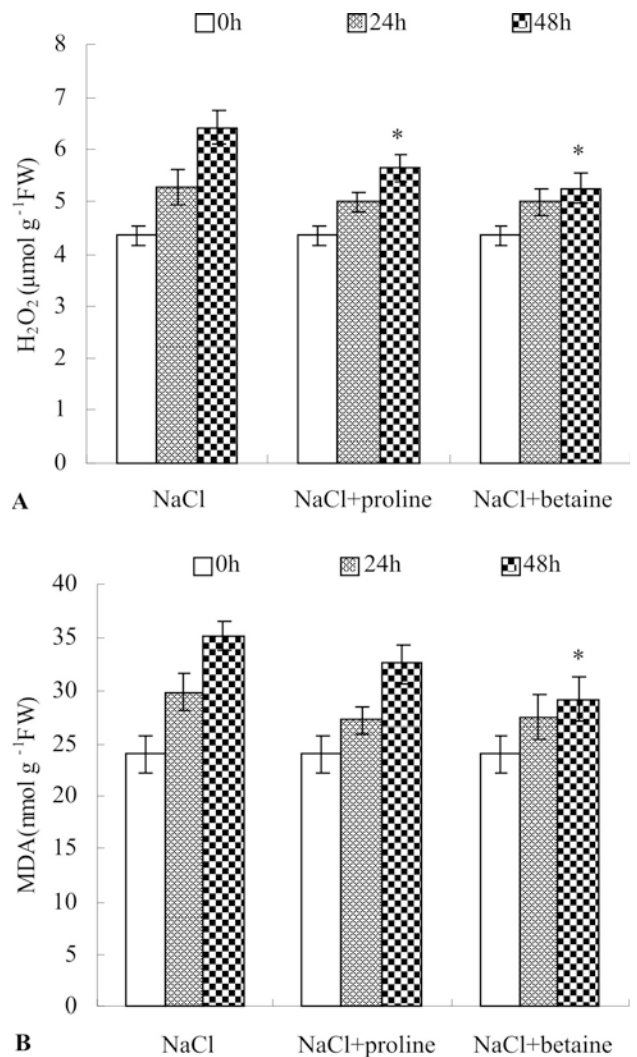 0h 24h 48h
8
7
6
5
4
3
2
1
0
H₂O₂ (μmol g⁻¹FW)
*
*
NaCl NaCl+proline NaCl+betaine
A
0h 24h 48h
40
35
30
25
20
15
10
5
0
MDA(nmol g⁻¹FW)
*
NaCl NaCl+proline NaCl+betaine
B